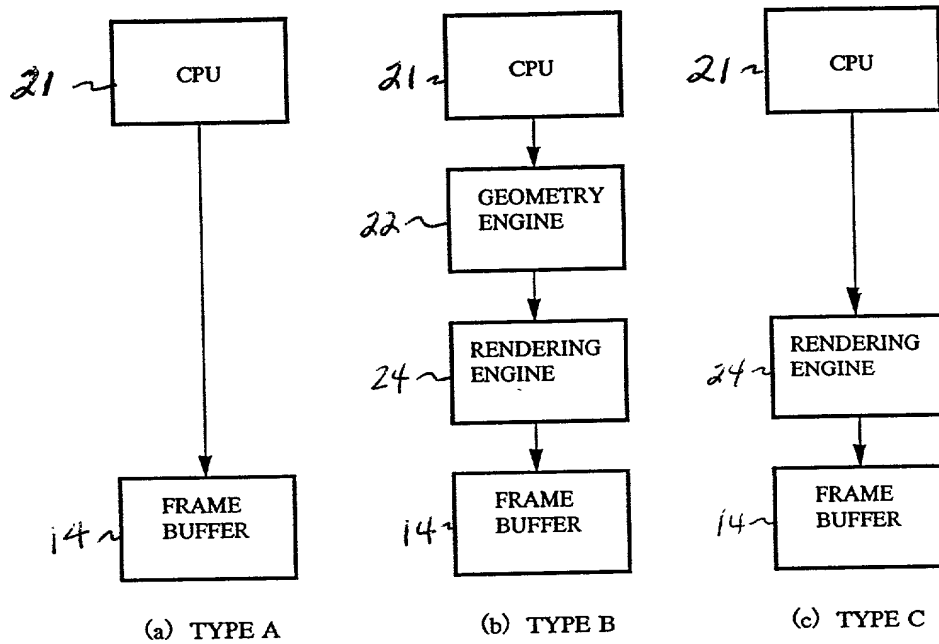 21 CPU
21 CPU
21 CPU
22 GEOMETRY
ENGINE
24 RENDERING
ENGINE
24 RENDERING
ENGINE
14 FRAME
BUFFER
14 FRAME
BUFFER
14 FRAME
BUFFER
(a) TYPE A
(b) TYPE B
(c) TYPE C